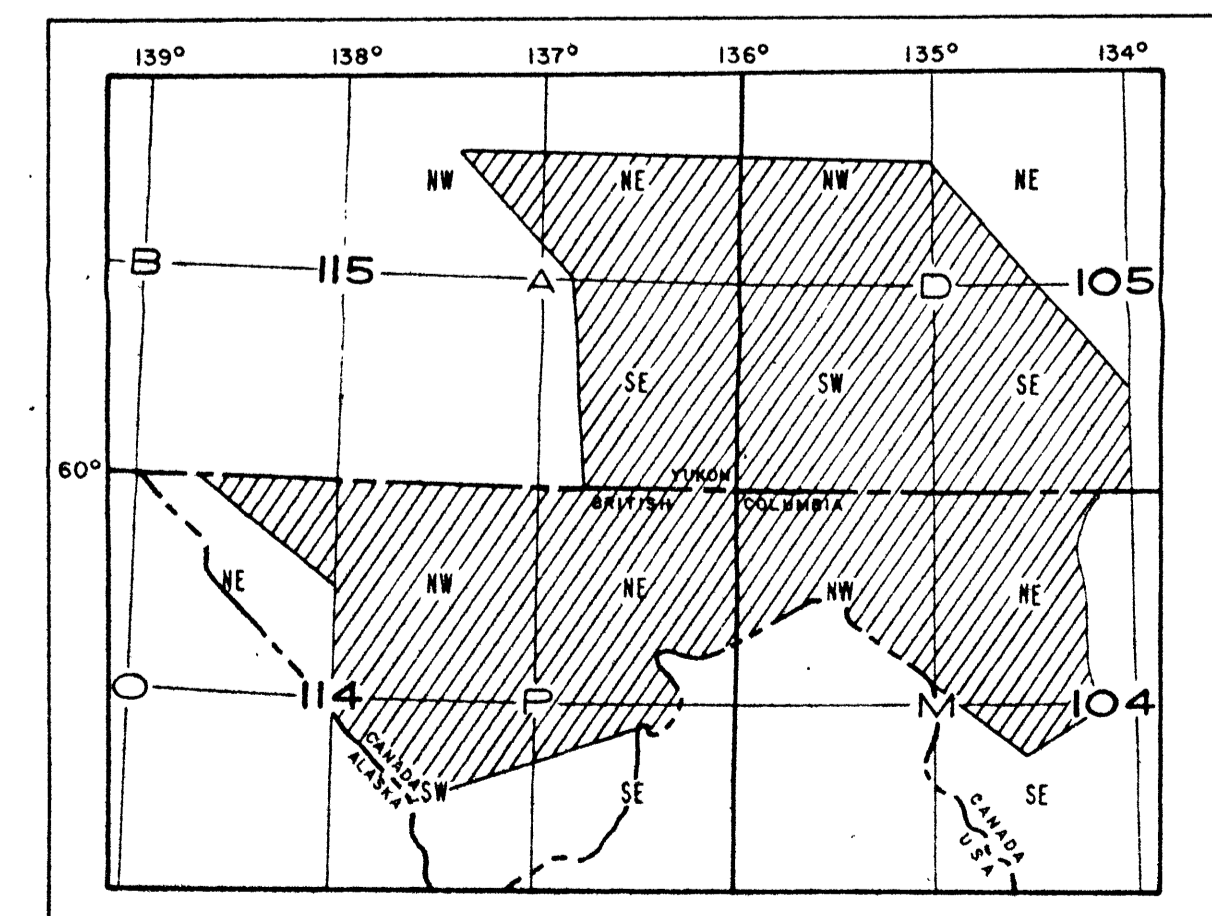 139° 138° 137° 136° 135° 134°
NW NE NW NE
B 115 A D 105
SE SW SE
60°
YUKON
BRITISH COLUMBIA
NE NW NE NW NE
O 114 P M 104
CANADA
ALASKA
SW SE SE
CANADA
USA